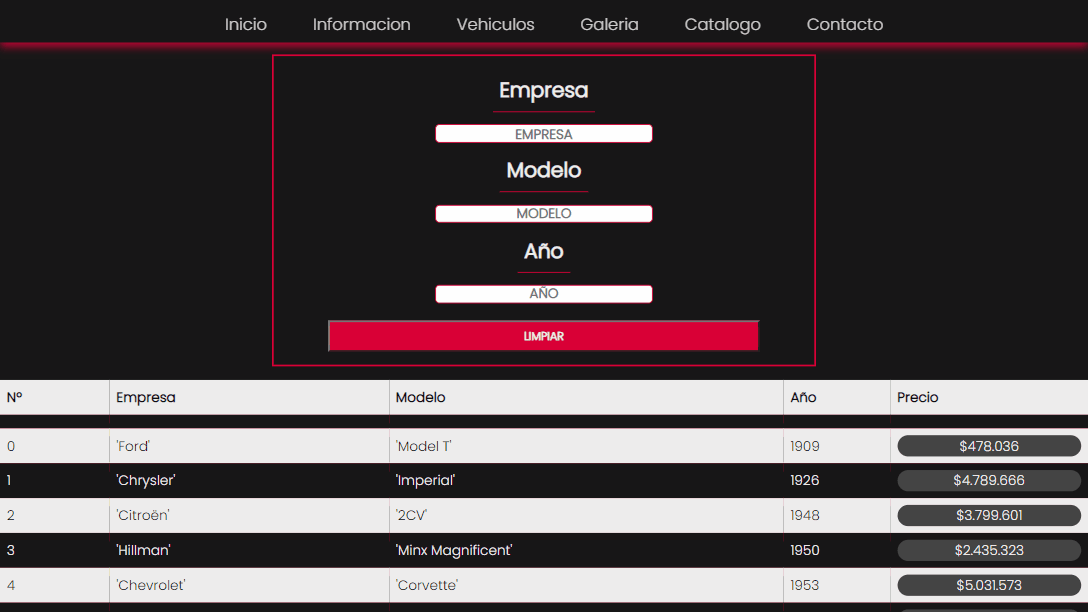 Inicio Informacion Vehiculos Galeria Catalogo Contacto
Empresa
EMPRESA
Modelo
MODELO
Año
AÑO
LIMPIAR
Nº Empresa Modelo Año Precio
0 'Ford' 'Model T' 1909 $478.036
1 'Chrysler' 'Imperial' 1926 $4.789.666
2 'Citroën' '2CV' 1948 $3.799.601
3 'Hillman' 'Minx Magnificent' 1950 $2.435.323
4 'Chevrolet' 'Corvette' 1953 $5.031.573